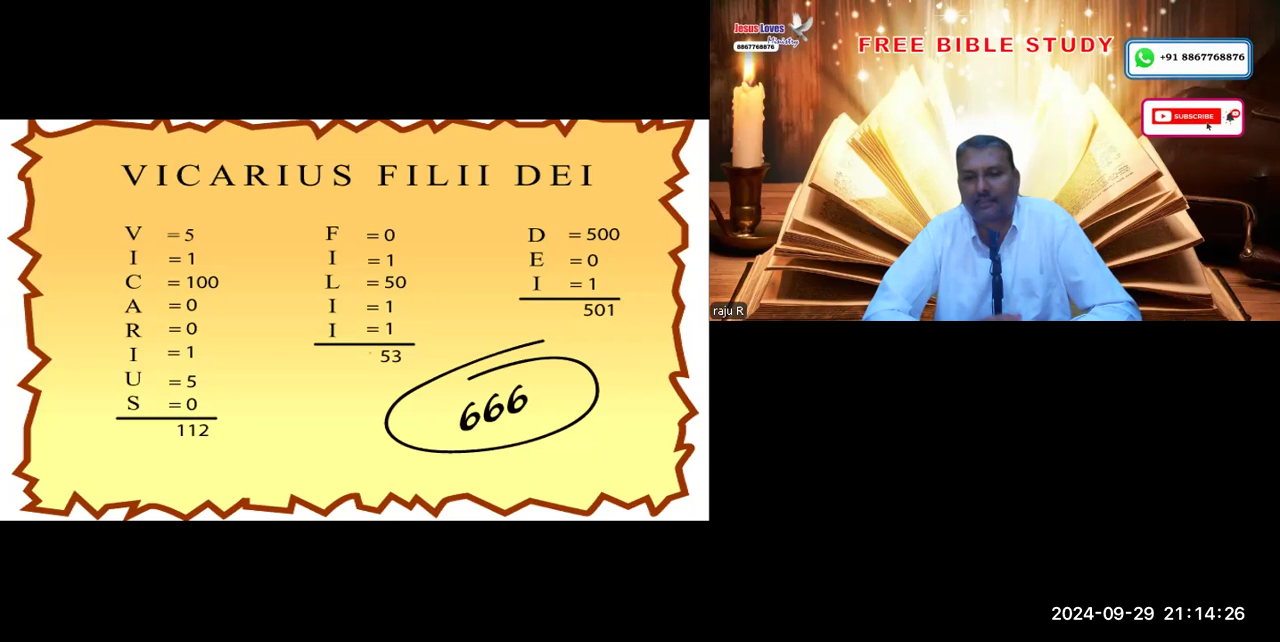 VICARIUS FILII DEI
V = 5
I = 1
C = 100
A = 0
R = 0
I = 1
U = 5
S = 0
112
F = 0
I = 1
L = 50
I = 1
I = 1
53
D = 500
E = 0
I = 1
501
666
Jesus Loves
Ministry
8867768876
FREE BIBLE STUDY
+91 8867768876
SUBSCRIBE
raju R
2024-09-29 21:14:26